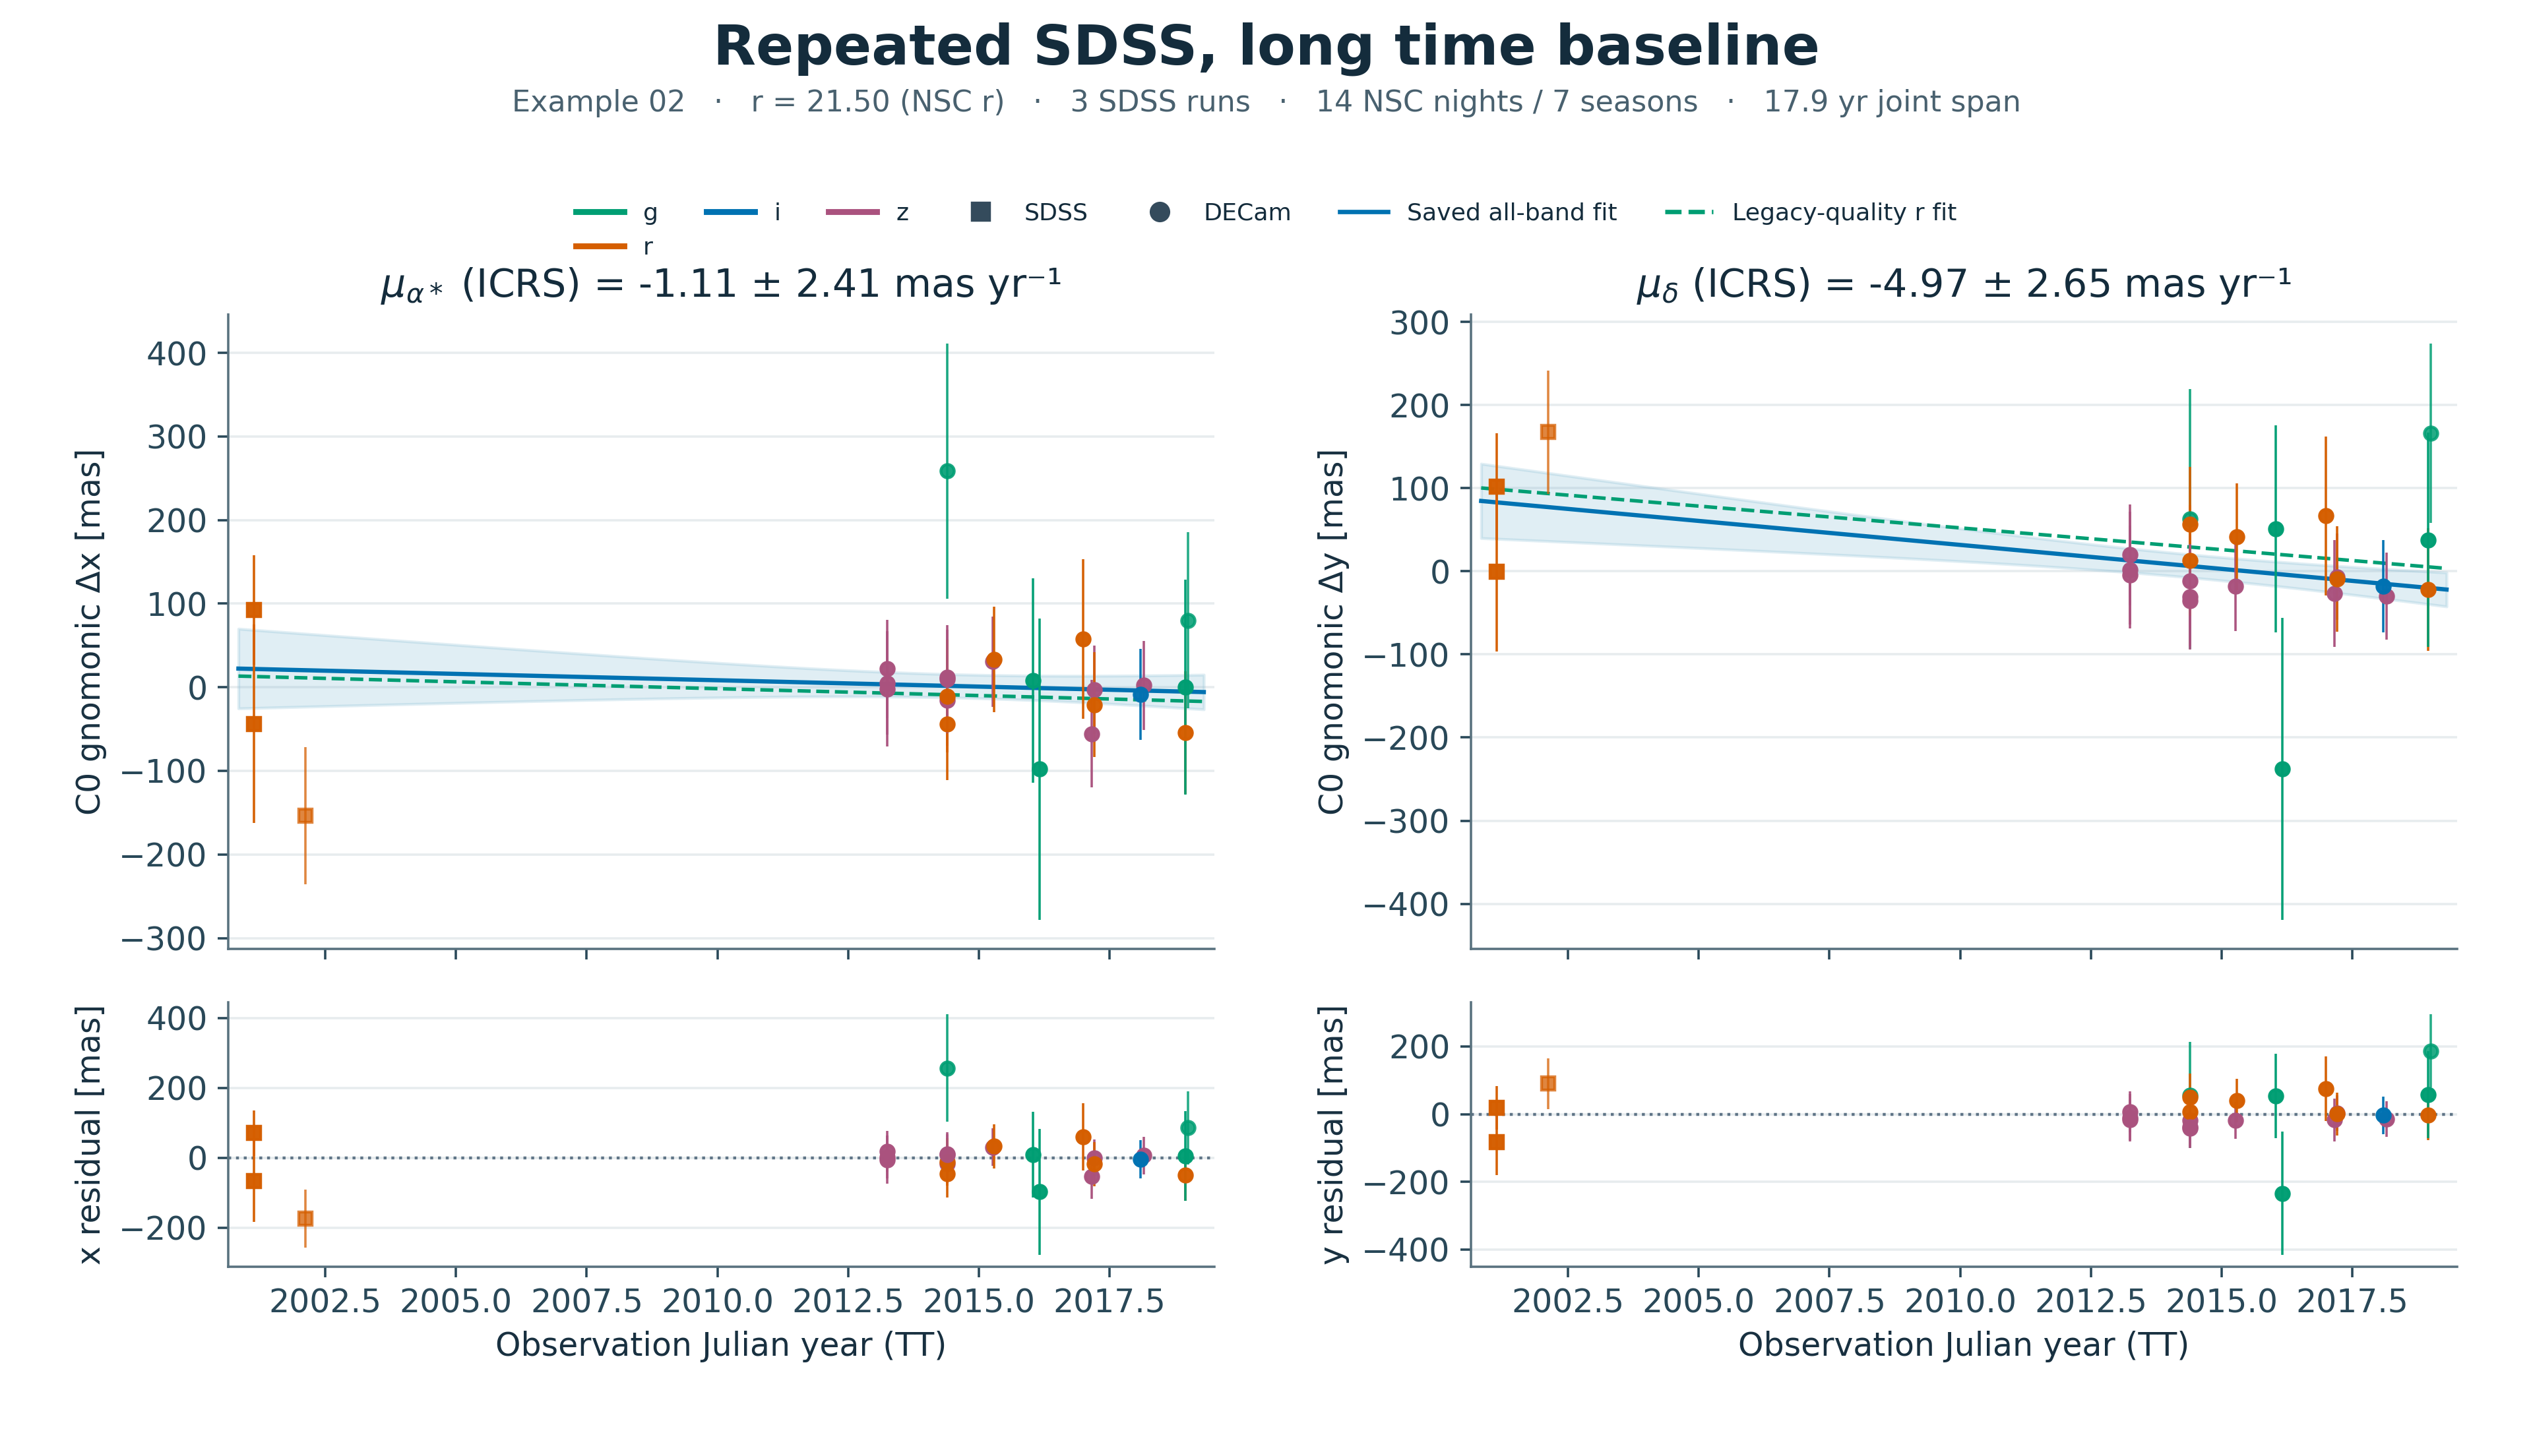 Repeated SDSS, long time baseline
Example 02 · r = 21.50 (NSC r) · 3 SDSS runs · 14 NSC nights / 7 seasons · 17.9 yr joint span
g i z SDSS DECam Saved all-band fit Legacy-quality r fit
r
μα* (ICRS) = -1.11 ± 2.41 mas yr⁻¹
C0 gnomonic Δx [mas]
400
300
200
100
0
−100
−200
−300
μδ (ICRS) = -4.97 ± 2.65 mas yr⁻¹
C0 gnomonic Δy [mas]
300
200
100
0
−100
−200
−300
−400
x residual [mas]
400
200
0
−200
2002.5 2005.0 2007.5 2010.0 2012.5 2015.0 2017.5
Observation Julian year (TT)
y residual [mas]
200
0
−200
−400
2002.5 2005.0 2007.5 2010.0 2012.5 2015.0 2017.5
Observation Julian year (TT)